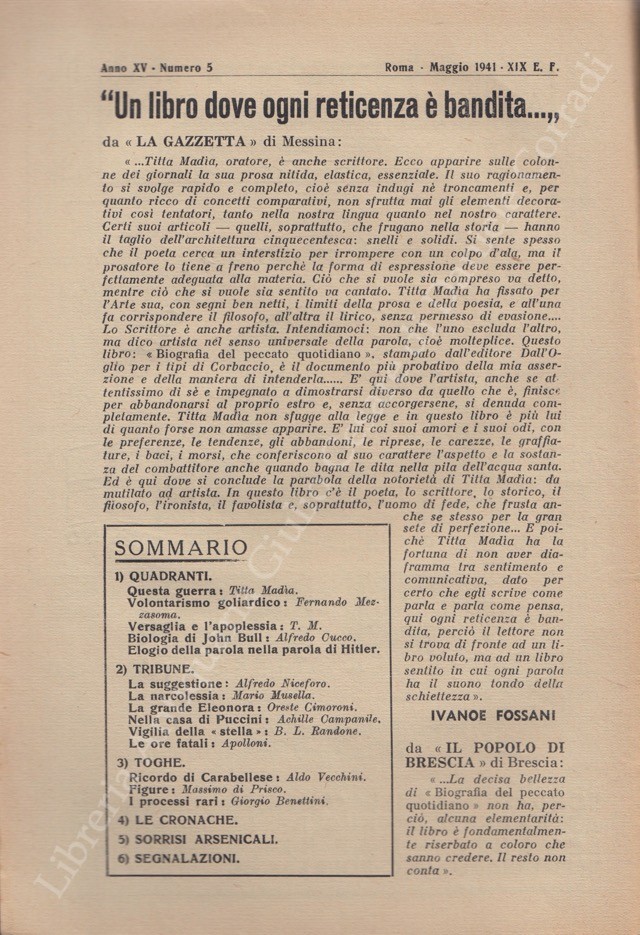 Anno XV - Numero 5
Roma - Maggio 1941 - XIX E. F.
“Un libro dove ogni reticenza è bandita...„
da « LA GAZZETTA » di Messina:
« ...Titta Madìa, oratore, è anche scrittore. Ecco apparire sulle colon-
ne dei giornali la sua prosa nitida, elastica, essenziale. Il suo ragionamen-
to si svolge rapido e completo, cioè senza indugi nè troncamenti e, per
quanto ricco di concetti comparativi, non sfrutta mai gli elementi decora-
tivi così tentatori, tanto nella nostra lingua quanto nel nostro carattere.
Certi suoi articoli — quelli, soprattutto, che frugano nella storia — hanno
il taglio dell'architettura cinquecentesca: snelli e solidi. Si sente spesso
che il poeta cerca un interstizio per irrompere con un colpo d'ala, ma il
prosatore lo tiene a freno perchè la forma di espressione deve essere per-
fettamente adeguata alla materia. Ciò che si vuole sia compreso va detto,
mentre ciò che si vuole sia sentito va cantato. Titta Madìa ha fissato per
l'Arte sua, con segni ben netti, i limiti della prosa e della poesia, e all'una
fa corrispondere il filosofo, all'altra il lirico, senza permesso di evasione....
Lo Scrittore è anche artista. Intendiamoci: non che l'uno escluda l'altro,
ma dico artista nel senso universale della parola, cioè molteplice. Questo
libro: « Biografia del peccato quotidiano », stampato dall'editore Dall'O-
glio per i tipi di Corbaccio, è il documento più probativo della mia asser-
zione e della maniera di intenderla...... E' qui dove l'artista, anche se at
tentissimo di sè e impegnato a dimostrarsi diverso da quello che è, finisce
per abbandonarsi al proprio estro e, senza accorgersene, si denuda com-
pletamente. Titta Madìa non sfugge alla legge e in questo libro è più lui
di quanto forse non amasse apparire. E' lui coi suoi amori e i suoi odi, con
le preferenze, le tendenze, gli abbandoni, le riprese, le carezze, le graffia-
ture, i baci, i morsi, che conferiscono al suo carattere l'aspetto e la sostan-
za del combattitore anche quando bagna le dita nella pila dell'acqua santa.
Ed è qui dove si conclude la parabola della notorietà di Titta Madìa: da
mutilato ad artista. In questo libro c'è il poeta, lo scrittore, lo storico, il
filosofo, l'ironista, il favolista e, soprattutto, l'uomo di fede, che frusta an-
che se stesso per la gran
sete di perfezione... E poi-
chè Titta Madìa ha la
fortuna di non aver dia-
framma tra sentimento e
comunicativa, dato per
certo che egli scrive come
parla e parla come pensa,
qui ogni reticenza è ban-
dita, perciò il lettore non
si trova di fronte ad un li-
bro voluto, ma ad un libro
sentito in cui ogni parola
ha il suono tondo della
schiettezza ».
IVANOE FOSSANI
da « IL POPOLO DI
BRESCIA » di Brescia:
« ...La decisa bellezza
di « Biografia del peccato
quotidiano » non ha, per-
ciò, alcuna elementarità:
il libro è fondamentalmen-
te riserbato a coloro che
sanno credere. Il resto non
conta ».
SOMMARIO
1) QUADRANTI.
Questa guerra: Titta Madìa.
Volontarismo goliardico: Fernando Mez-
zasoma.
Versaglia e l'apoplessia: T. M.
Biologia di John Bull: Alfredo Cucco.
Elogio della parola nella parola di Hitler.
2) TRIBUNE.
La suggestione: Alfredo Niceforo.
La narcolessia: Mario Musella.
La grande Eleonora: Oreste Cimoroni.
Nella casa di Puccini: Achille Campanile.
Vigilia della « stella »: B. L. Randone.
Le ore fatali: Apolloni.
3) TOGHE.
Ricordo di Carabellese: Aldo Vecchini.
Figure: Massimo di Prisco.
I processi rari: Giorgio Benettini.
4) LE CRONACHE.
5) SORRISI ARSENICALI.
6) SEGNALAZIONI.